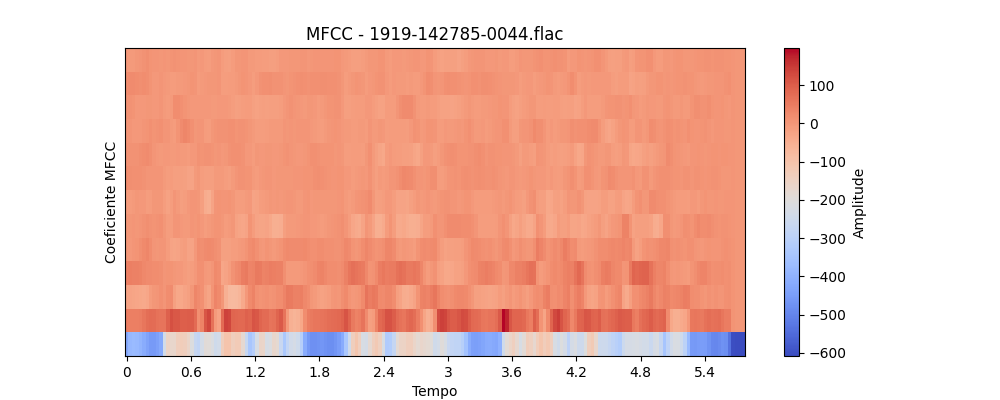 MFCC - 1919-142785-0044.flac
Coeficiente MFCC
0 0.6 1.2 1.8 2.4 3 3.6 4.2 4.8 5.4
Tempo
100
0
−100
−200
−300
−400
−500
−600
Amplitude